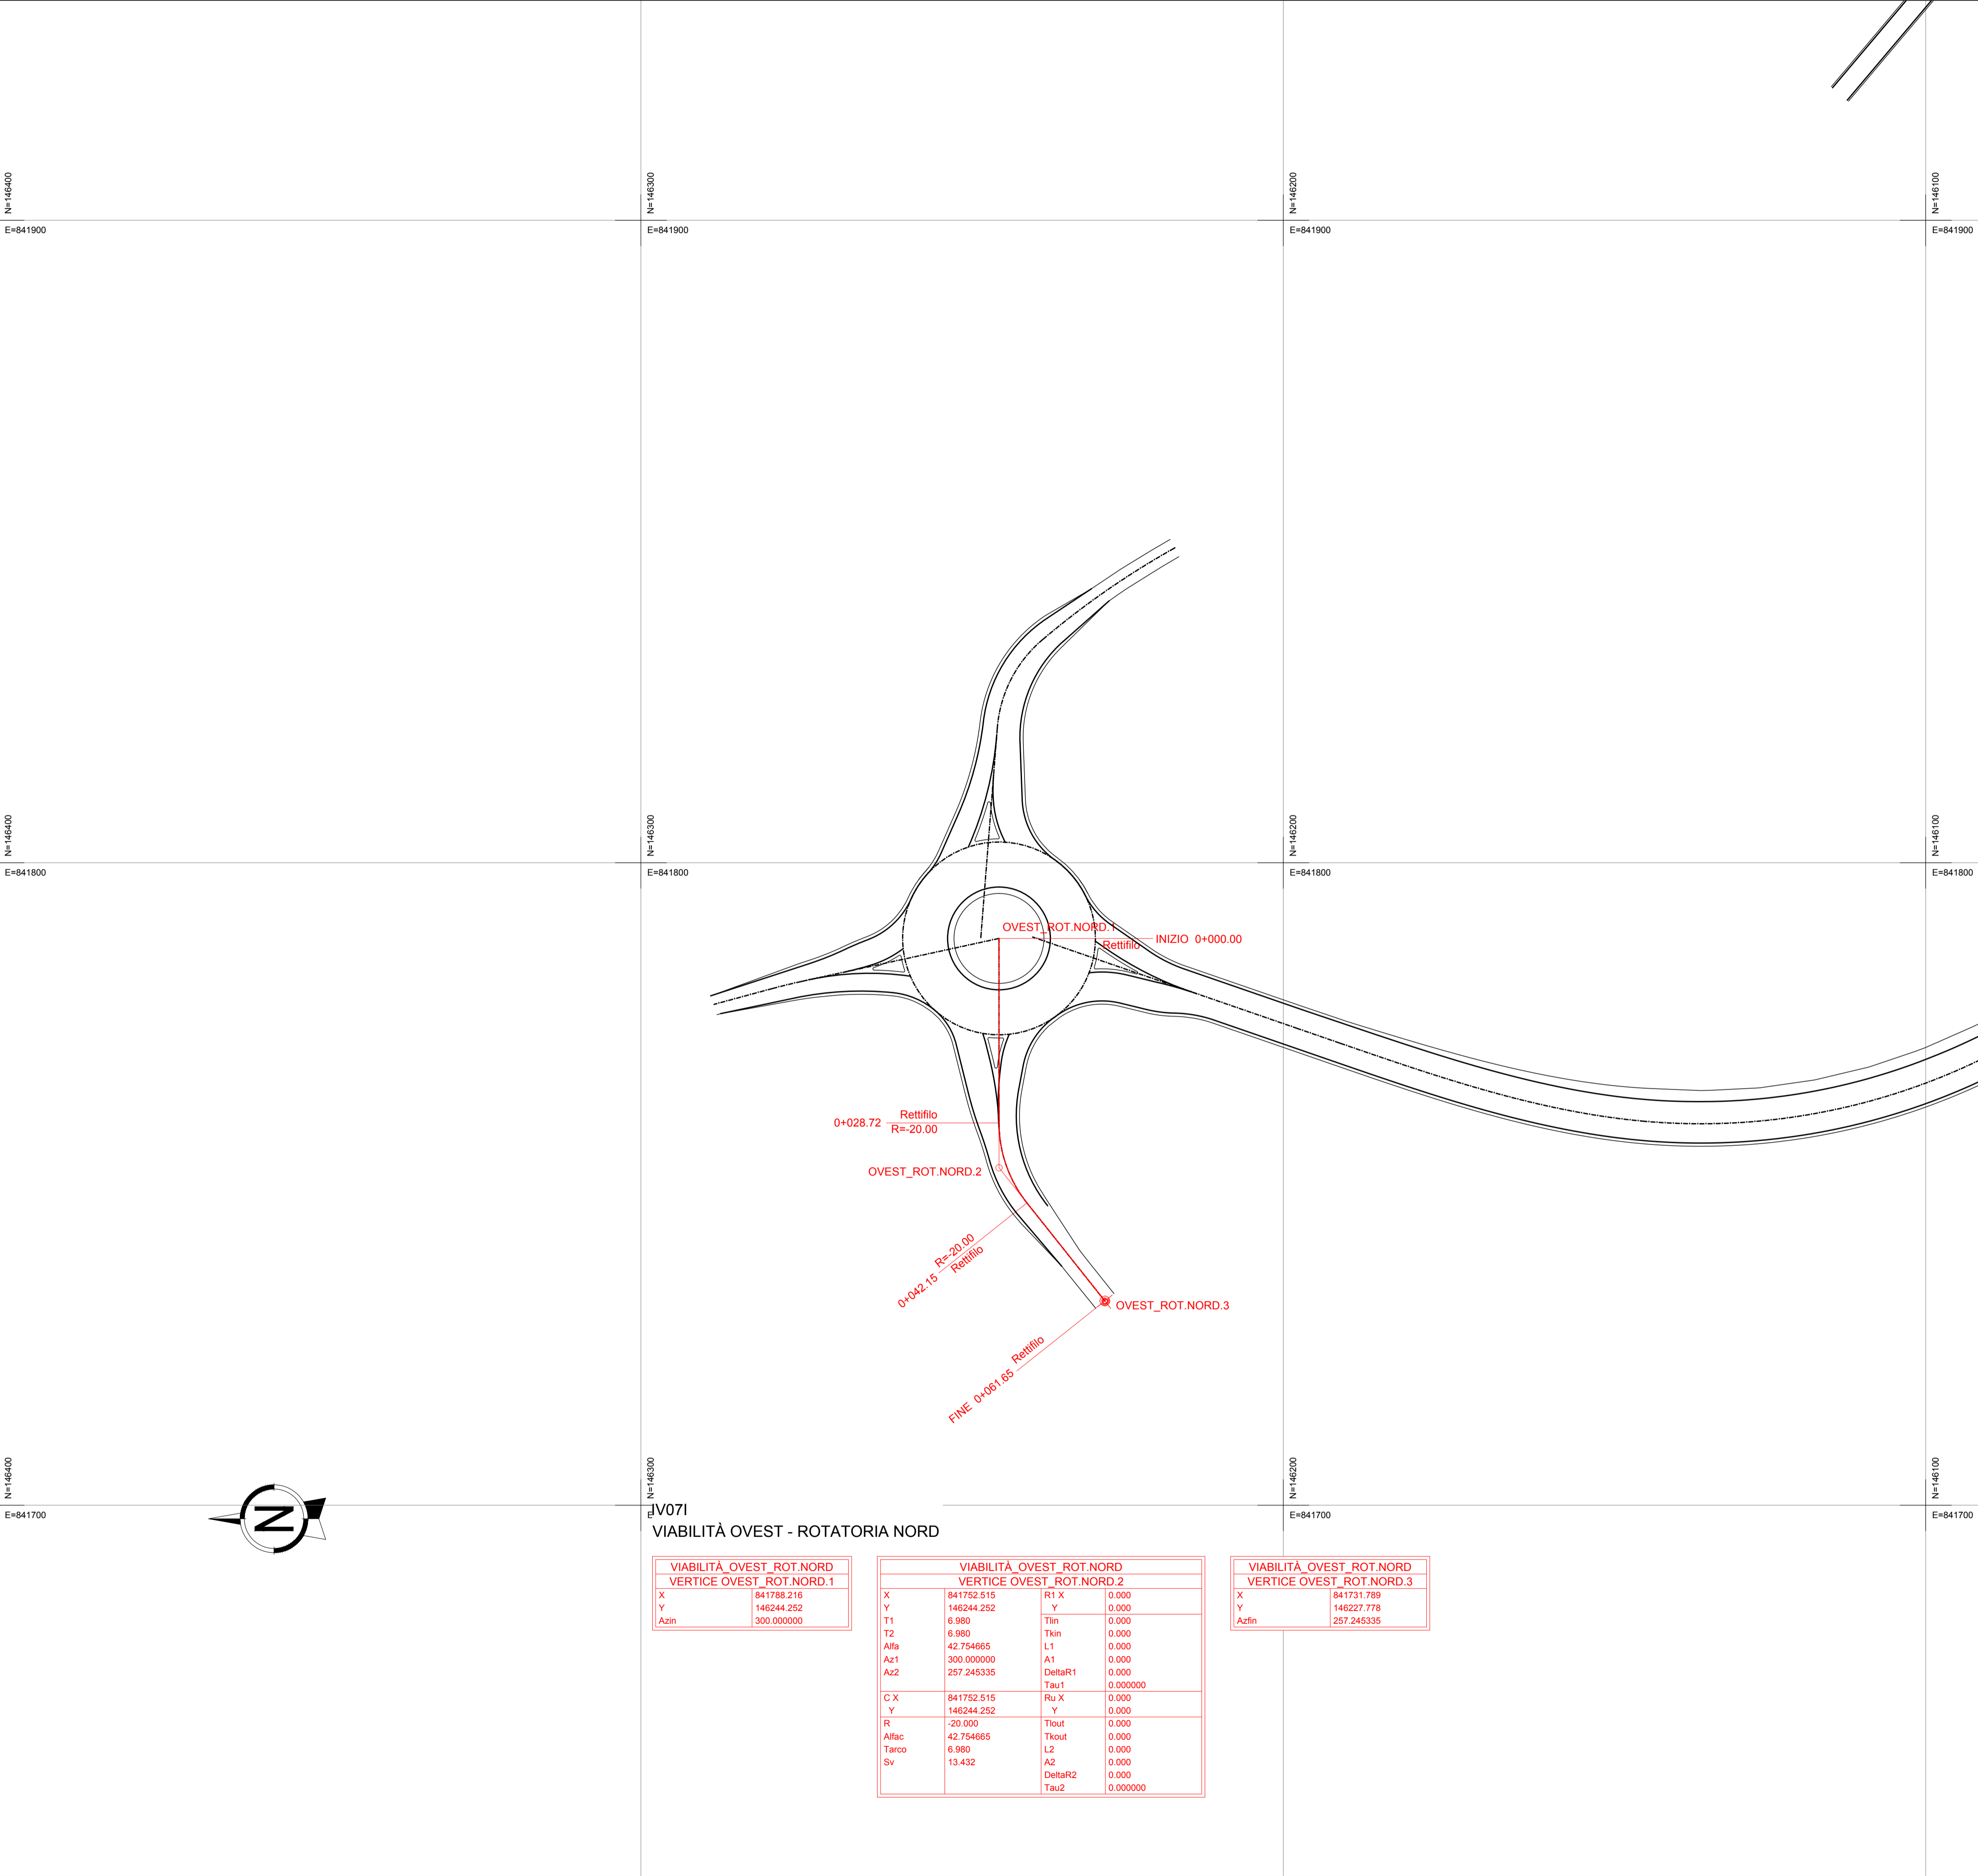 N=146400
N=146300
N=146200
N=146100
E=841900
E=841900
E=841900
E=841900
N=146400
N=146300
N=146200
N=146100
E=841800
E=841800
E=841800
E=841800
OVEST_ROT.NORD.1
INIZIO 0+000.00
Rettifilo
Rettifilo
0+028.72
R=-20.00
OVEST_ROT.NORD.2
R=-20.00
0+042.15
Rettifilo
OVEST_ROT.NORD.3
Rettifilo
FINE 0+061.65
N=146400
N=146300
N=146200
N=146100
E=841700
E
E=841700
E=841700
N
IV07I
VIABILITÀ OVEST - ROTATORIA NORD
VIABILITÀ_OVEST_ROT.NORD
VERTICE OVEST_ROT.NORD.1
X 841788.216
Y 146244.252
Azin 300.000000
VIABILITÀ_OVEST_ROT.NORD
VERTICE OVEST_ROT.NORD.2
X 841752.515 R1 X 0.000
Y 146244.252 Y 0.000
T1 6.980 Tlin 0.000
T2 6.980 Tkin 0.000
Alfa 42.754665 L1 0.000
Az1 300.000000 A1 0.000
Az2 257.245335 DeltaR1 0.000
Tau1 0.000000
C X 841752.515 Ru X 0.000
Y 146244.252 Y 0.000
R -20.000 Tlout 0.000
Alfac 42.754665 Tkout 0.000
Tarco 6.980 L2 0.000
Sv 13.432 A2 0.000
DeltaR2 0.000
Tau2 0.000000
VIABILITÀ_OVEST_ROT.NORD
VERTICE OVEST_ROT.NORD.3
X 841731.789
Y 146227.778
Azfin 257.245335